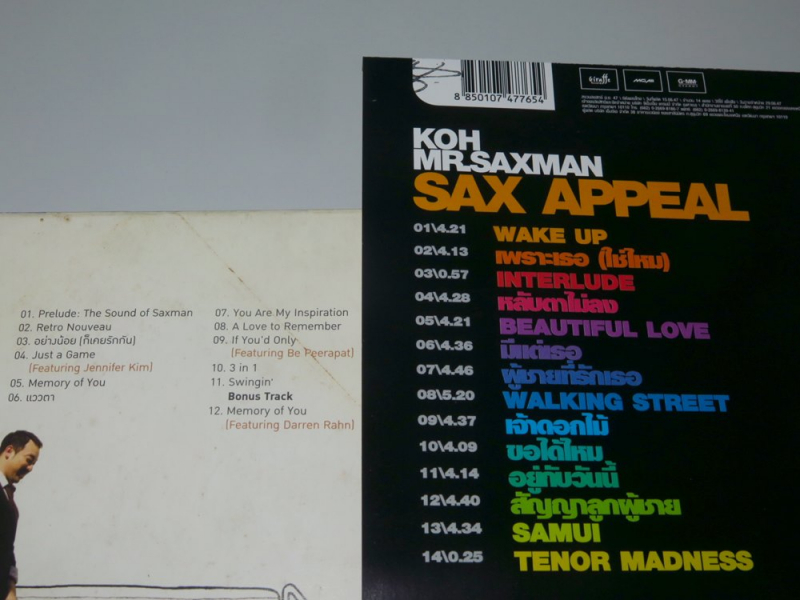 01. Prelude: The Sound of Saxman
02. Retro Nouveau
03. อย่างน้อย (ก็เคยรักกัน)
04. Just a Game
(Featuring Jennifer Kim)
05. Memory of You
06. แววตา
07. You Are My Inspiration
08. A Love to Remember
09. If You'd Only
(Featuring Be Peerapat)
10. 3 in 1
11. Swingin'
Bonus Track
12. Memory of You
(Featuring Darren Rahn)
8 850107 477654
giraffe
MGA
G-MM
KOH
MR.SAXMAN
SAX APPEAL
01\4.21 WAKE UP
02\4.13 เพราะเธอ (ใช่ไหม)
03\0.57 INTERLUDE
04\4.28 หลับตาไม่ลง
05\4.21 BEAUTIFUL LOVE
06\4.36 มีแต่เธอ
07\4.46 ผู้ชายที่รักเธอ
08\5.20 WALKING STREET
09\4.37 เจ้าดอกไม้
10\4.09 ขอได้ไหม
11\4.14 อยู่กับวันนี้
12\4.40 สัญญาลูกผู้ชาย
13\4.34 SAMUI
14\0.25 TENOR MADNESS